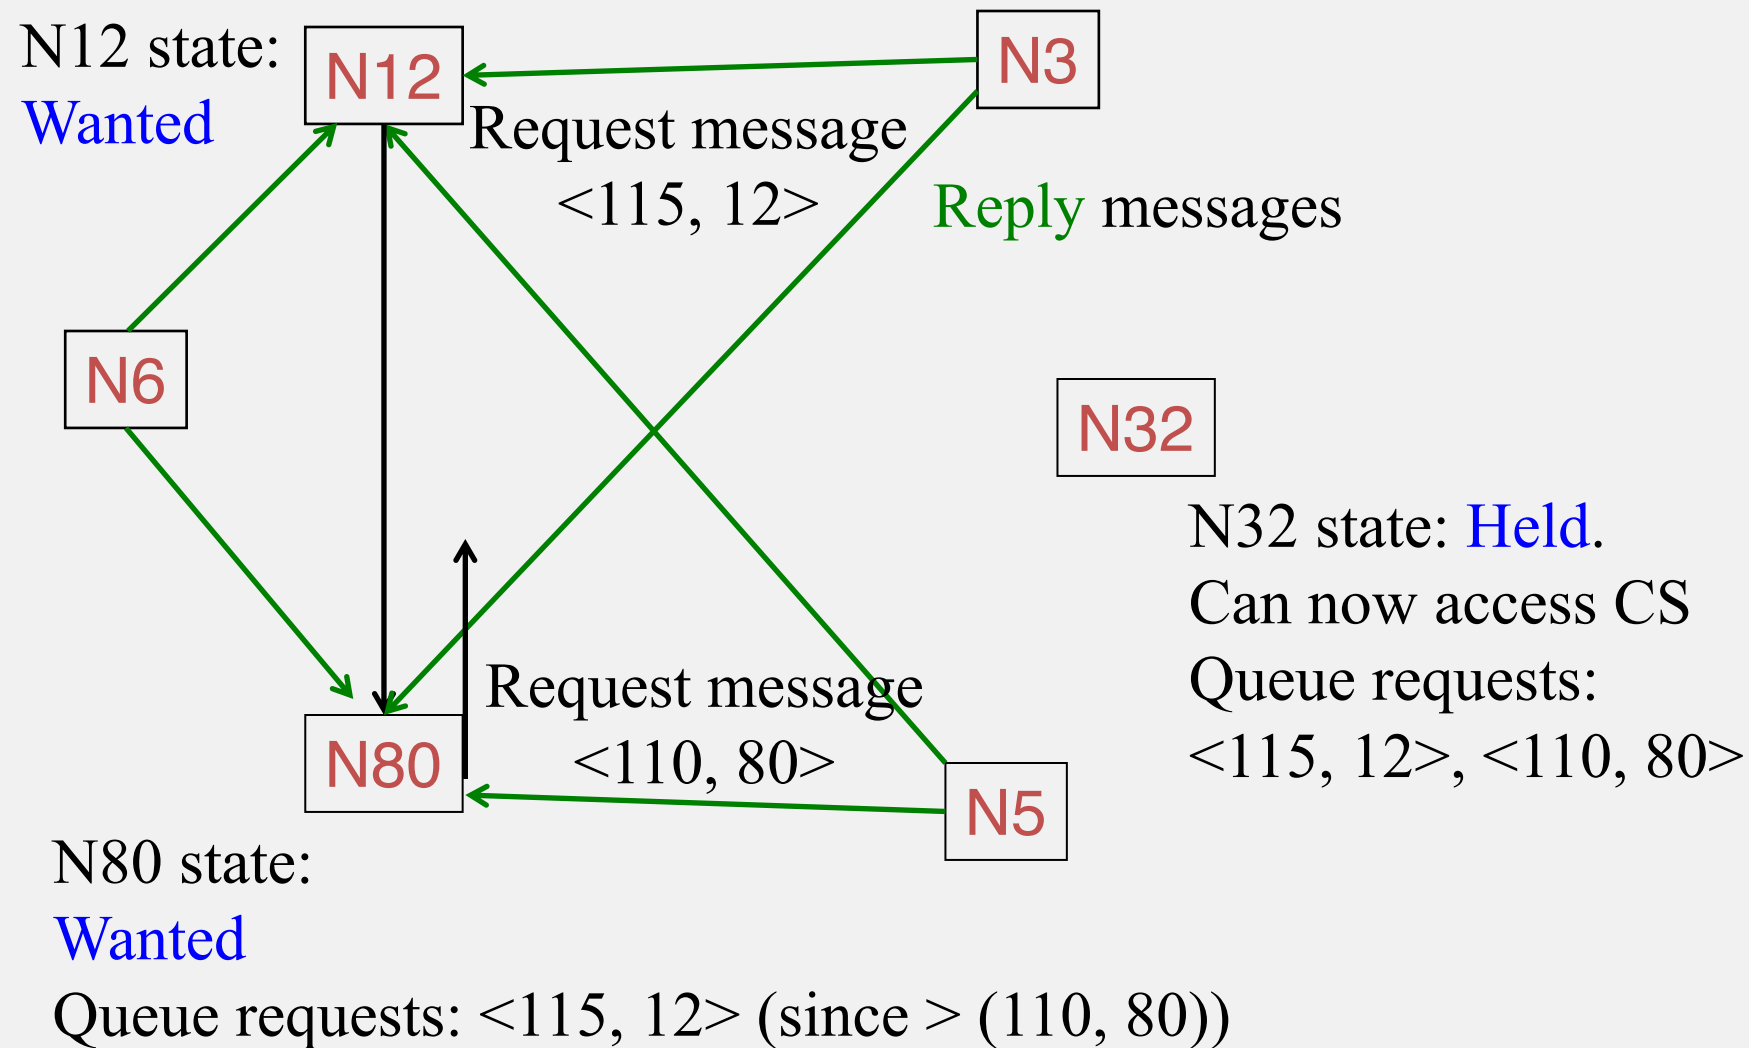 N12 state:
Wanted
N12
N3
Request message
<115, 12>
Reply messages
N6
N32
N32 state: Held.
Can now access CS
Queue requests:
<115, 12>, <110, 80>
Request message
<110, 80>
N80
N5
N80 state:
Wanted
Queue requests: <115, 12> (since > (110, 80))